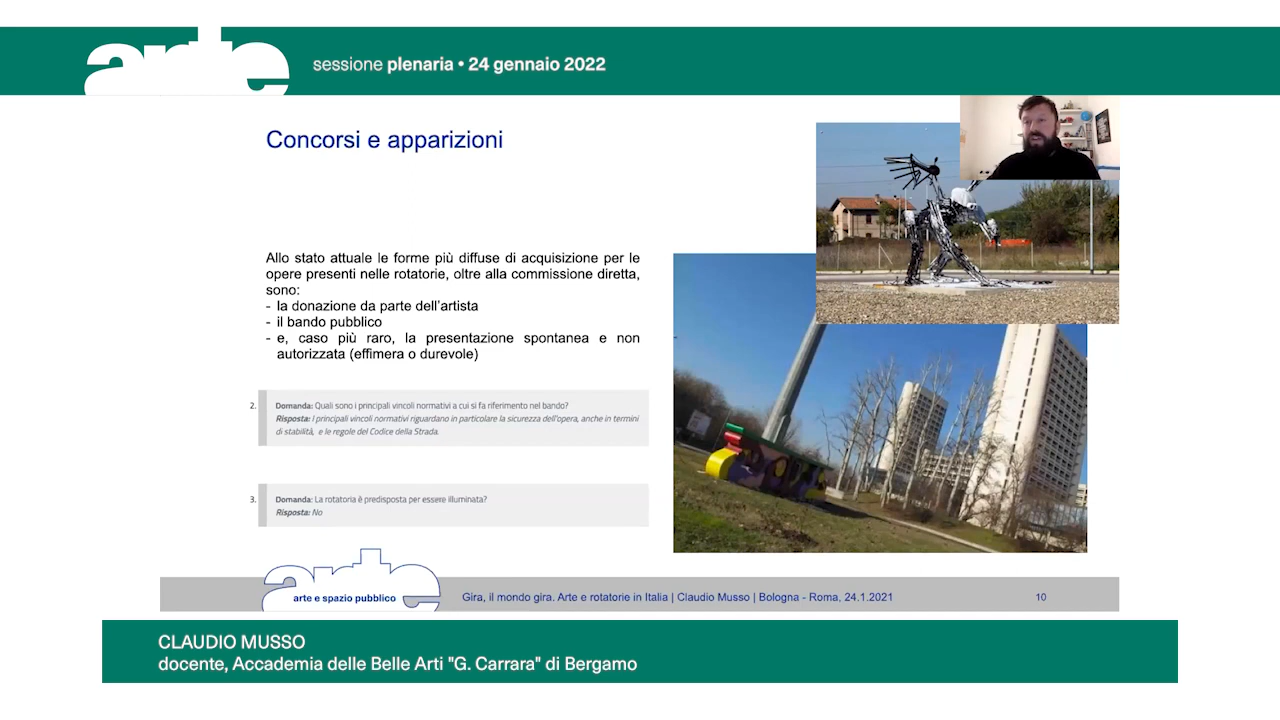 arte
sessione plenaria • 24 gennaio 2022
Concorsi e apparizioni
Allo stato attuale le forme più diffuse di acquisizione per le
opere presenti nelle rotatorie, oltre alla commissione diretta,
sono:
- la donazione da parte dell'artista
- il bando pubblico
- e, caso più raro, la presentazione spontanea e non
autorizzata (effimera o durevole)
2. Domanda: Quali sono i principali vincoli normativi a cui si fa riferimento nel bando?
Risposta: I principali vincoli normativi riguardano in particolare la sicurezza dell'opera, anche in termini
di stabilità, e le regole del Codice della Strada.
3. Domanda: La rotatoria è predisposta per essere illuminata?
Risposta: No
arte
arte e spazio pubblico
Gira, il mondo gira. Arte e rotatorie in Italia | Claudio Musso | Bologna - Roma, 24.1.2021
10
CLAUDIO MUSSO
docente, Accademia delle Belle Arti "G. Carrara" di Bergamo